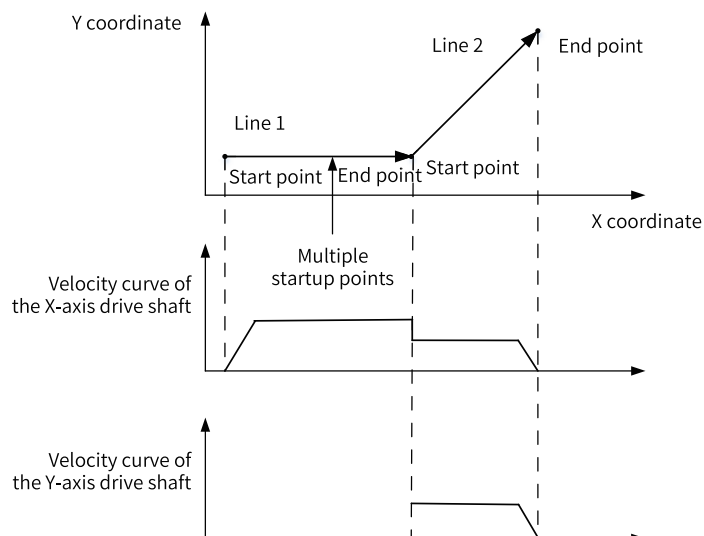 Y coordinate
Line 2
End point
Line 1
Start point
End point
Start point
X coordinate
Multiple
startup points
Velocity curve of
the X-axis drive shaft
Velocity curve of
the Y-axis drive shaft